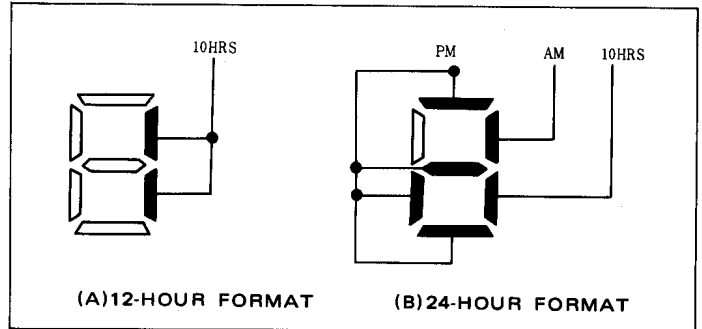 10HRS
PM AM 10HRS
(A)12-HOUR FORMAT
(B)24-HOUR FORMAT